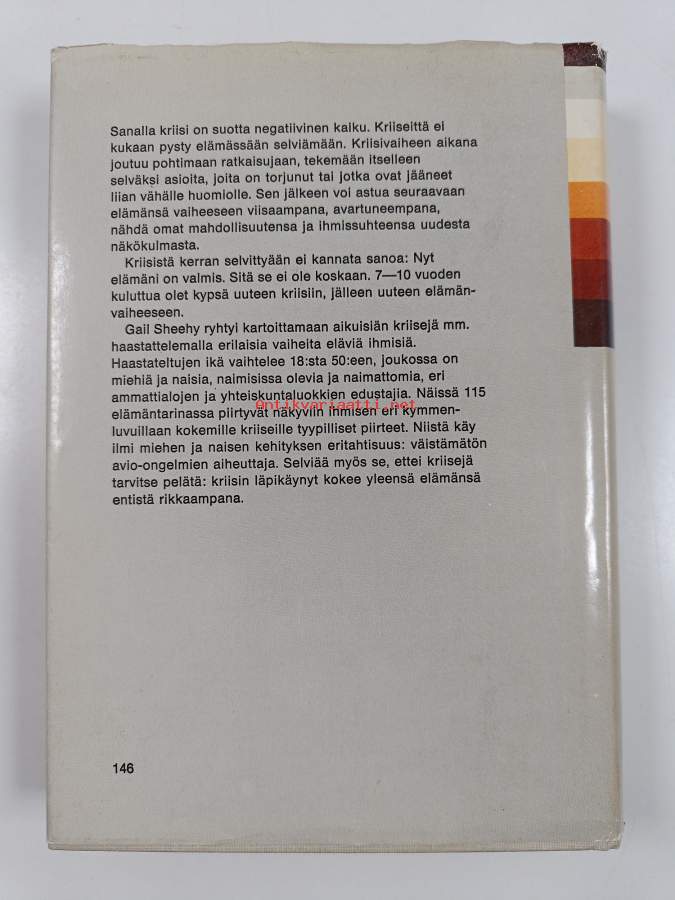 Sanalla kriisi on suotta negatiivinen kaiku. Kriiseittä ei
kukaan pysty elämässään selviämään. Kriisivaiheen aikana
joutuu pohtimaan ratkaisujaan, tekemään itselleen
selväksi asioita, joita on torjunut tai jotka ovat jääneet
liian vähälle huomiolle. Sen jälkeen voi astua seuraavaan
elämänsä vaiheeseen viisaampana, avartuneempana,
nähdä omat mahdollisuutensa ja ihmissuhteensa uudesta
näkökulmasta.
Kriisistä kerran selvittyään ei kannata sanoa: Nyt
elämäni on valmis. Sitä se ei ole koskaan. 7—10 vuoden
kuluttua olet kypsä uuteen kriisiin, jälleen uuteen elämän-
vaiheeseen.
Gail Sheehy ryhtyi kartoittamaan aikuisiän kriisejä mm.
haastattelemalla erilaisia vaiheita eläviä ihmisiä.
Haastateltujen ikä vaihtelee 18:sta 50:een, joukossa on
miehiä ja naisia, naimisissa olevia ja naimattomia, eri
ammattialojen ja yhteiskuntaluokkien edustajia. Näissä 115
Antikvariaatti.net
elämäntarinassa piirtyvät näkyviin ihmisen eri kymmen-
luvuillaan kokemille kriiseille tyypilliset piirteet. Niistä käy
ilmi miehen ja naisen kehityksen eritahtisuus: väistämätön
avio-ongelmien aiheuttaja. Selviää myös se, ettei kriisejä
tarvitse pelätä: kriisin läpikäynyt kokee yleensä elämänsä
entistä rikkaampana.
146